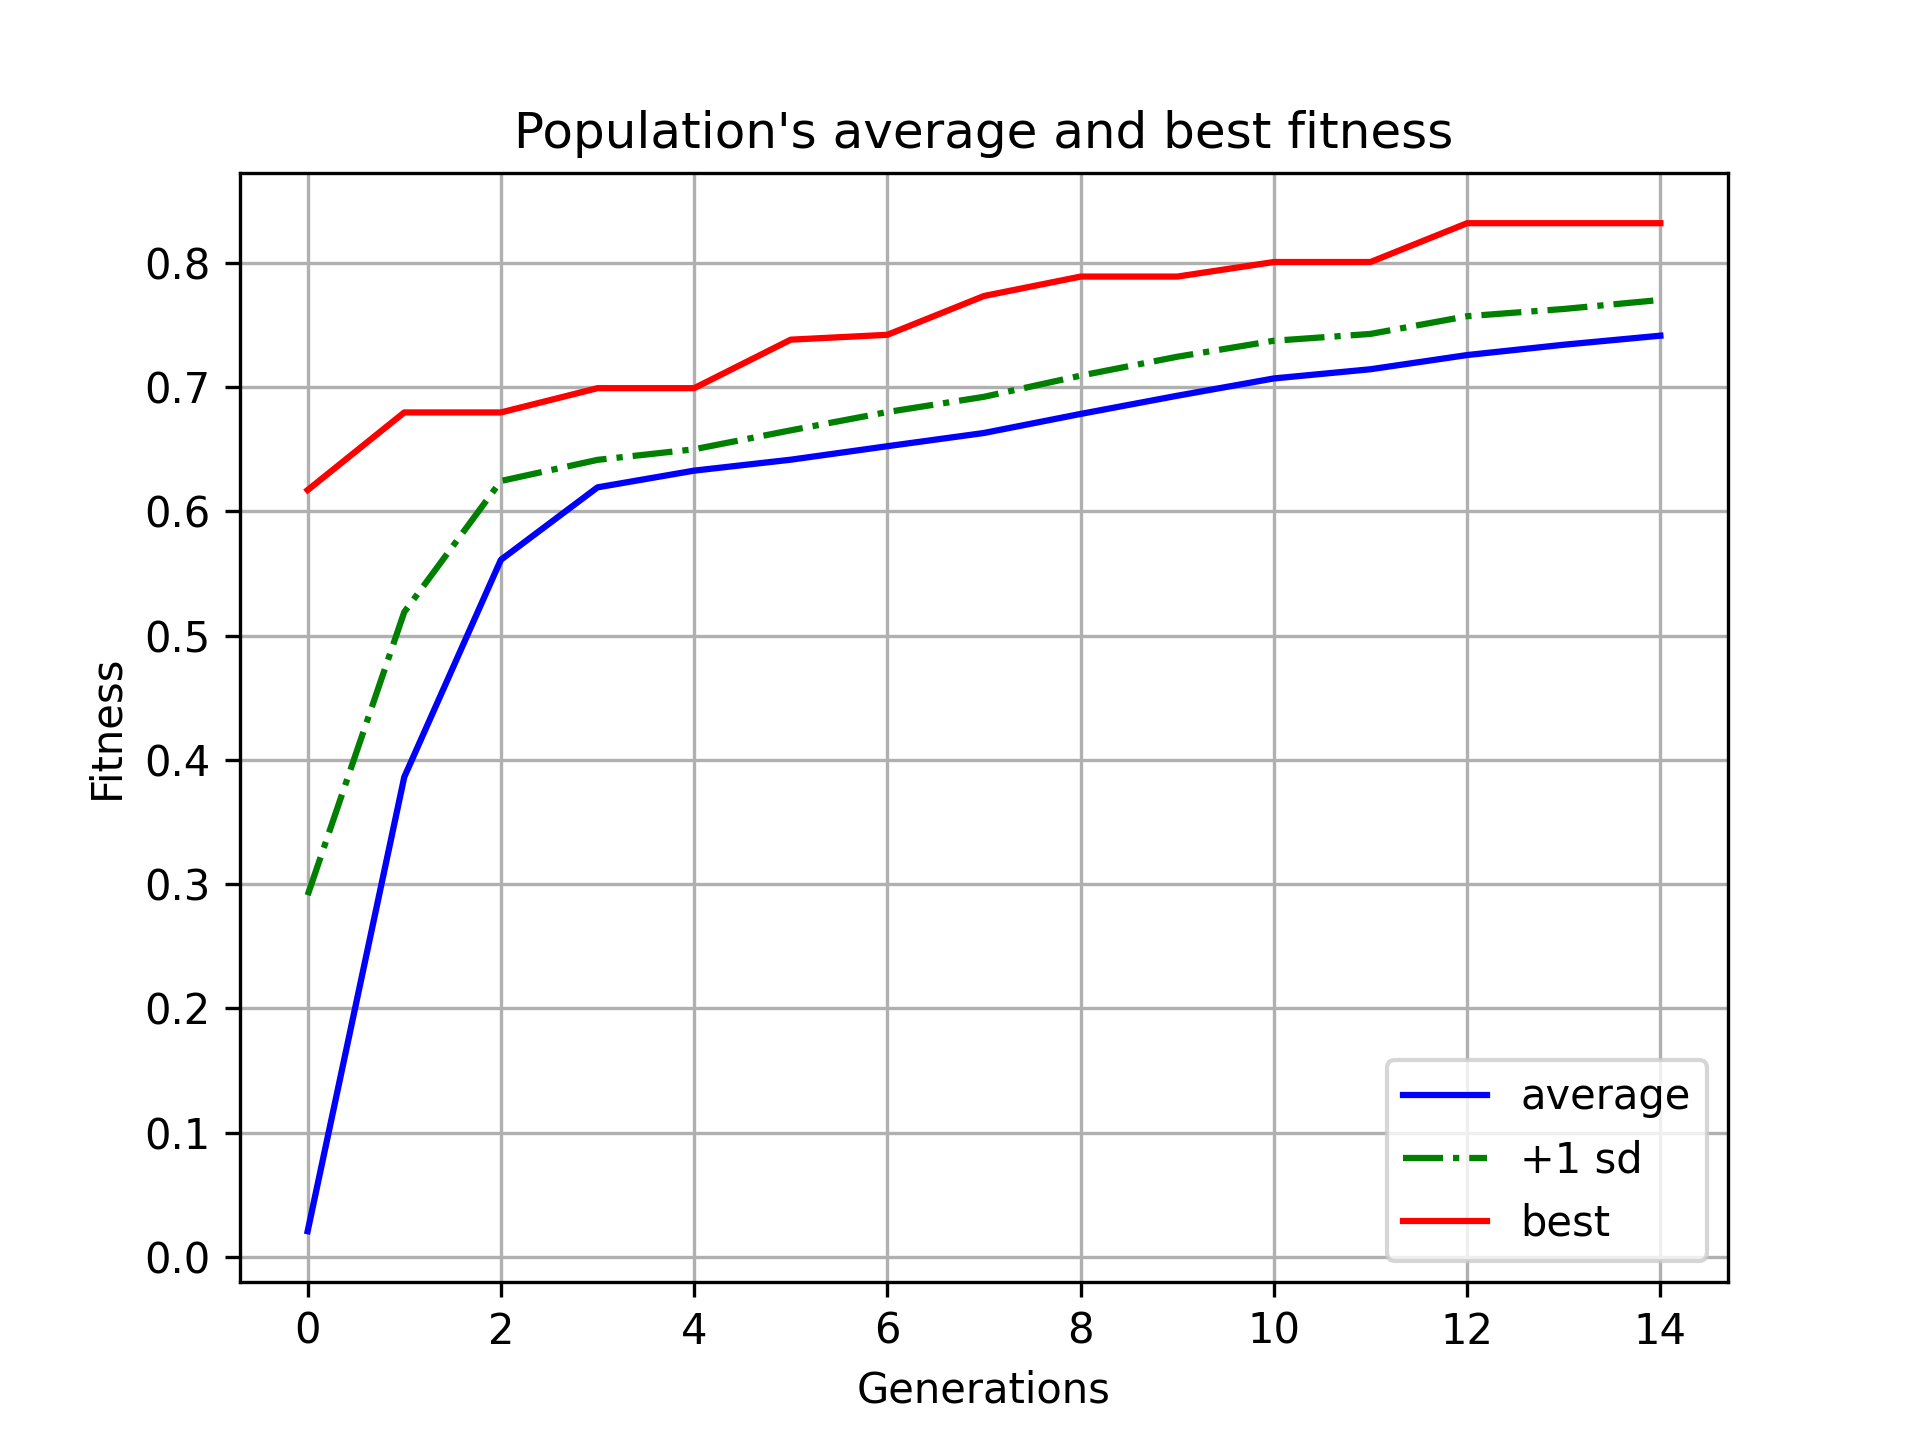 Population's average and best fitness
Fitness
0.8
0.7
0.6
0.5
0.4
0.3
0.2
0.1
0.0
average
+1 sd
best
0 2 4 6 8 10 12 14
Generations